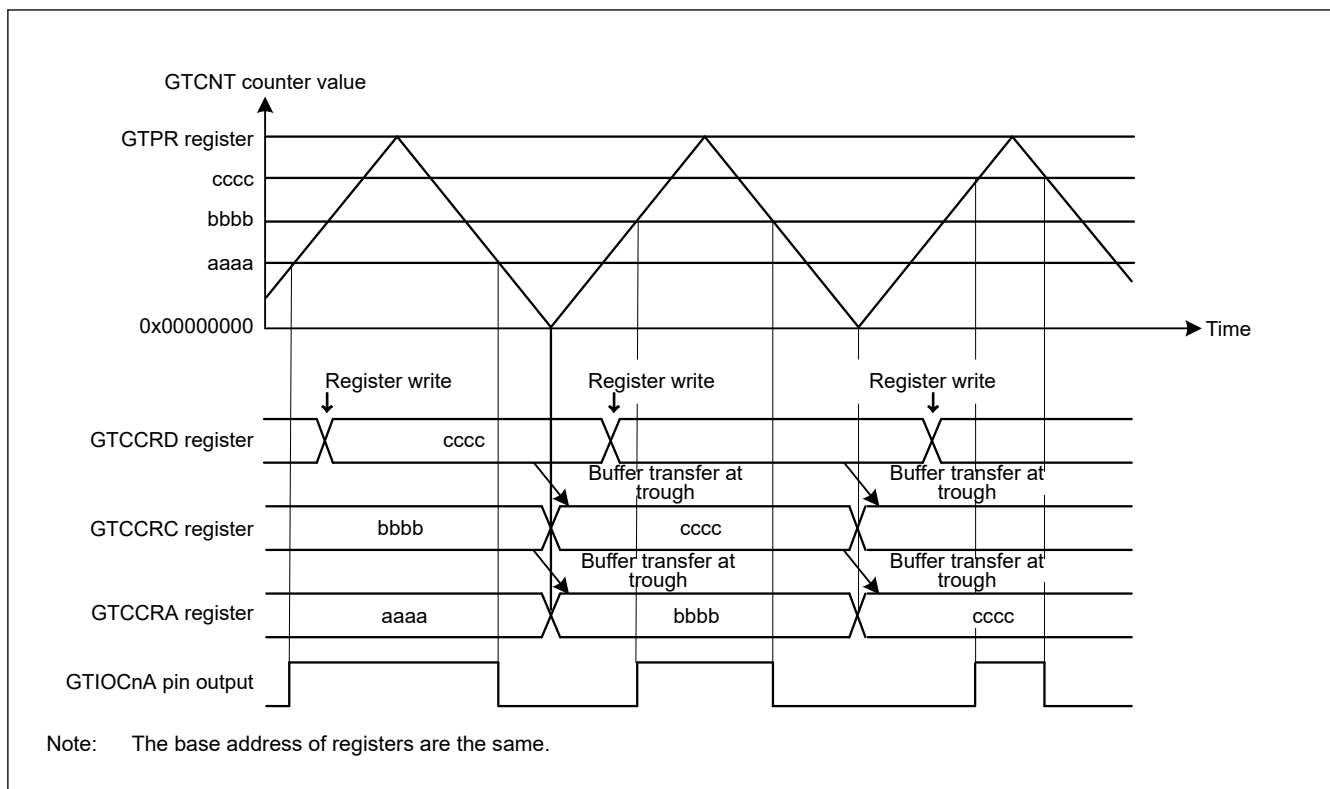 GTCNT counter value
GTPR register
cccc
bbbb
aaaa
0x00000000
Time
Register write
Register write
Register write
GTCCRD register
cccc
Buffer transfer at
trough
Buffer transfer at
trough
GTCCRC register
bbbb
cccc
Buffer transfer at
trough
Buffer transfer at
trough
GTCCRA register
aaaa
bbbb
cccc
GTIOCnA pin output
Note: The base address of registers are the same.